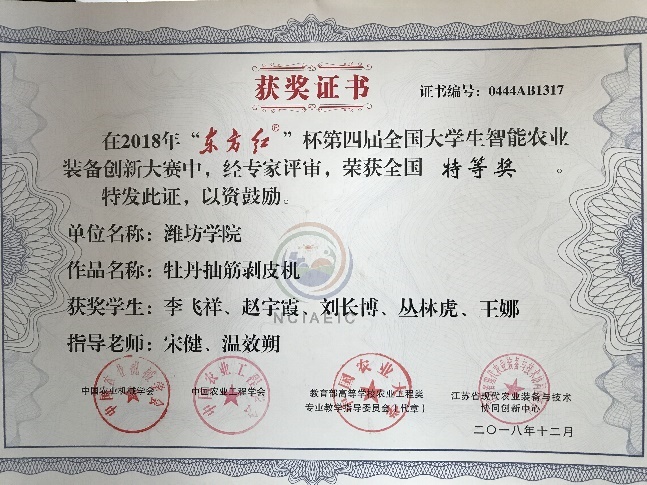 获奖证书
证书编号：0444AB1317
在2018年“东方红®”杯第四届全国大学生智能农业
装备创新大赛中，经专家评审，荣获全国 特等奖 。
特发此证，以资鼓励。
单位名称：潍坊学院
作品名称：牡丹抽筋剥皮机
获奖学生：李飞祥、赵宇霞、刘长博、丛林虎、王娜
NCIAEIC
指导老师：宋健、温效朔
中国农业机械学会
中国农业工程学会
教育部高等学校农业工程类
专业教学指导委员会（代章）
江苏省现代农业装备与技术
协同创新中心
二〇一八年十二月